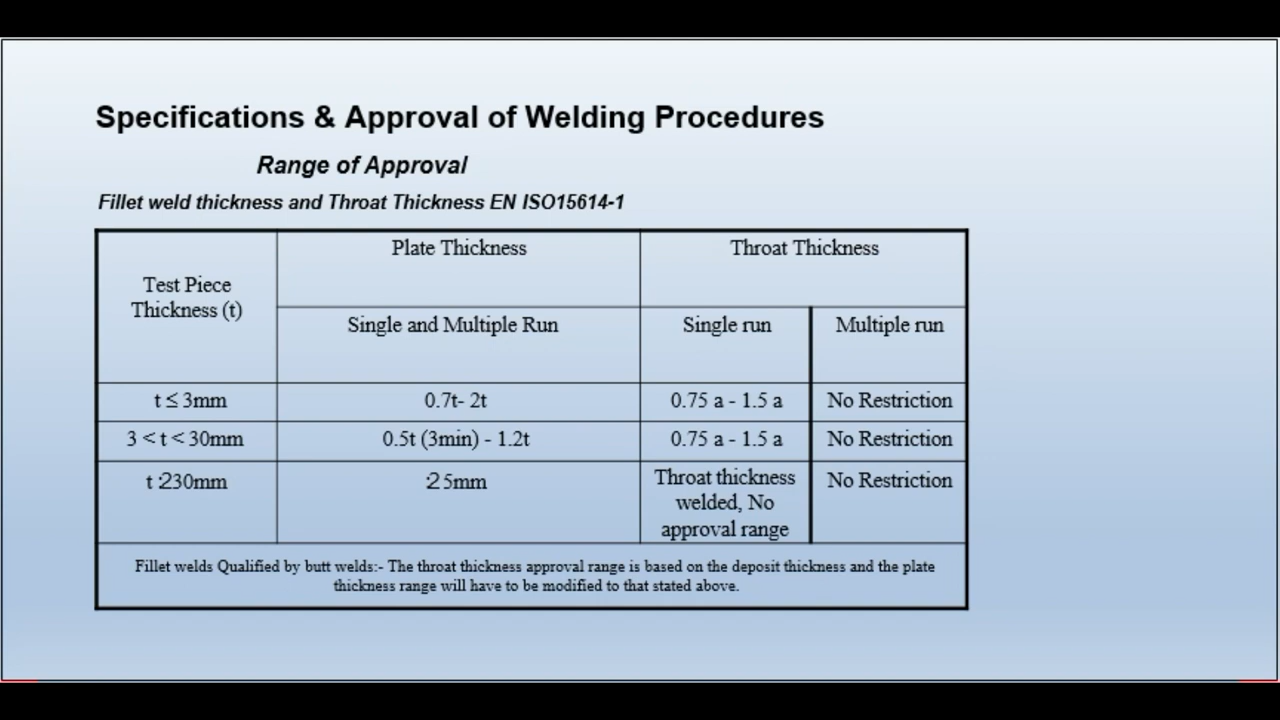 Specifications & Approval of Welding Procedures
Range of Approval
Fillet weld thickness and Throat Thickness EN ISO15614-1
Test Piece
Thickness (t)
Plate Thickness
Throat Thickness
Single and Multiple Run
Single run
Multiple run
t ≤ 3mm
0.7t- 2t
0.75 a - 1.5 a
No Restriction
3 < t < 30mm
0.5t (3min) - 1.2t
0.75 a - 1.5 a
No Restriction
t :230mm
:2 5mm
Throat thickness
welded, No
approval range
No Restriction
Fillet welds Qualified by butt welds:- The throat thickness approval range is based on the deposit thickness and the plate
thickness range will have to be modified to that stated above.